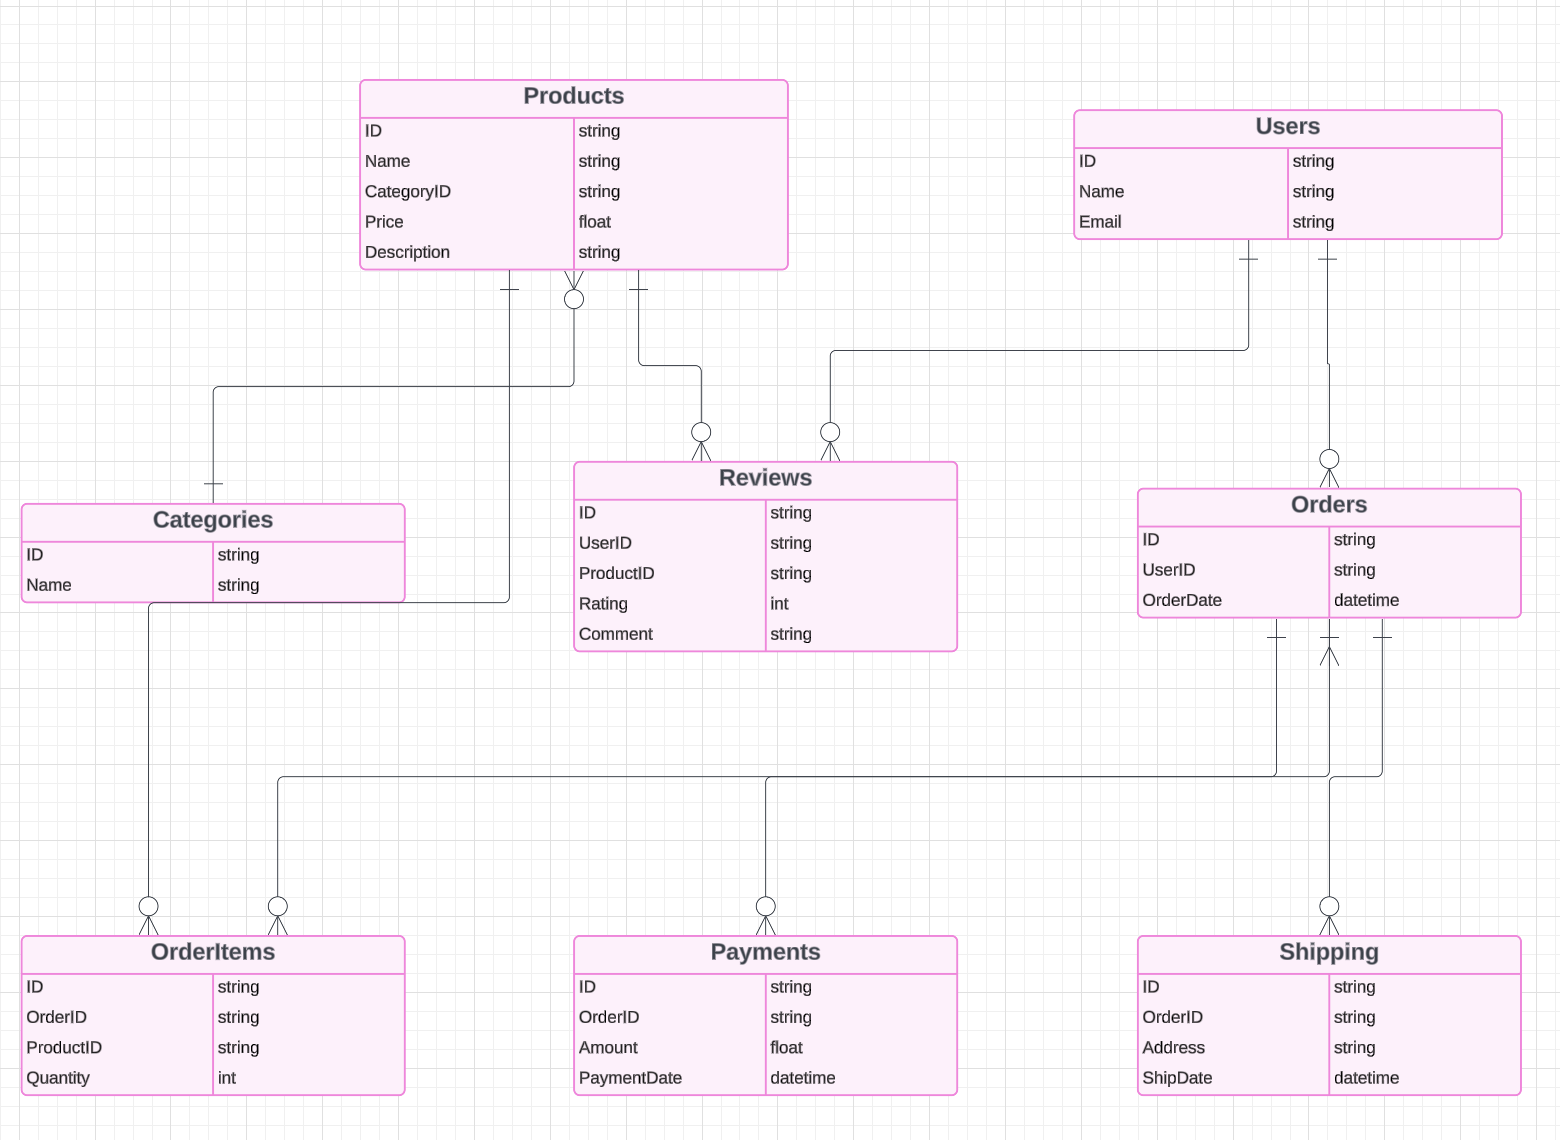 Products
ID string
Name string
CategoryID string
Price float
Description string
Users
ID string
Name string
Email string
Categories
ID string
Name string
Reviews
ID string
UserID string
ProductID string
Rating int
Comment string
Orders
ID string
UserID string
OrderDate datetime
OrderItems
ID string
OrderID string
ProductID string
Quantity int
Payments
ID string
OrderID string
Amount float
PaymentDate datetime
Shipping
ID string
OrderID string
Address string
ShipDate datetime